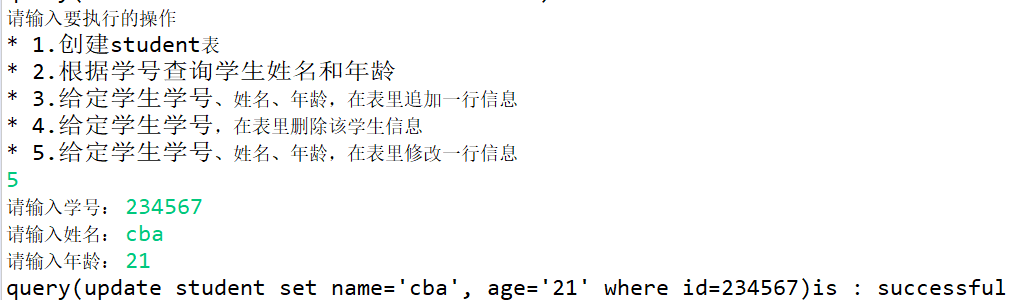 请输入要执行的操作
* 1.创建student表
* 2.根据学号查询学生姓名和年龄
* 3.给定学生学号、姓名、年龄，在表里追加一行信息
* 4.给定学生学号，在表里删除该学生信息
* 5.给定学生学号、姓名、年龄，在表里修改一行信息
5
请输入学号： 234567
请输入姓名： cba
请输入年龄： 21
query(update student set name='cba', age='21' where id=234567)is : successful